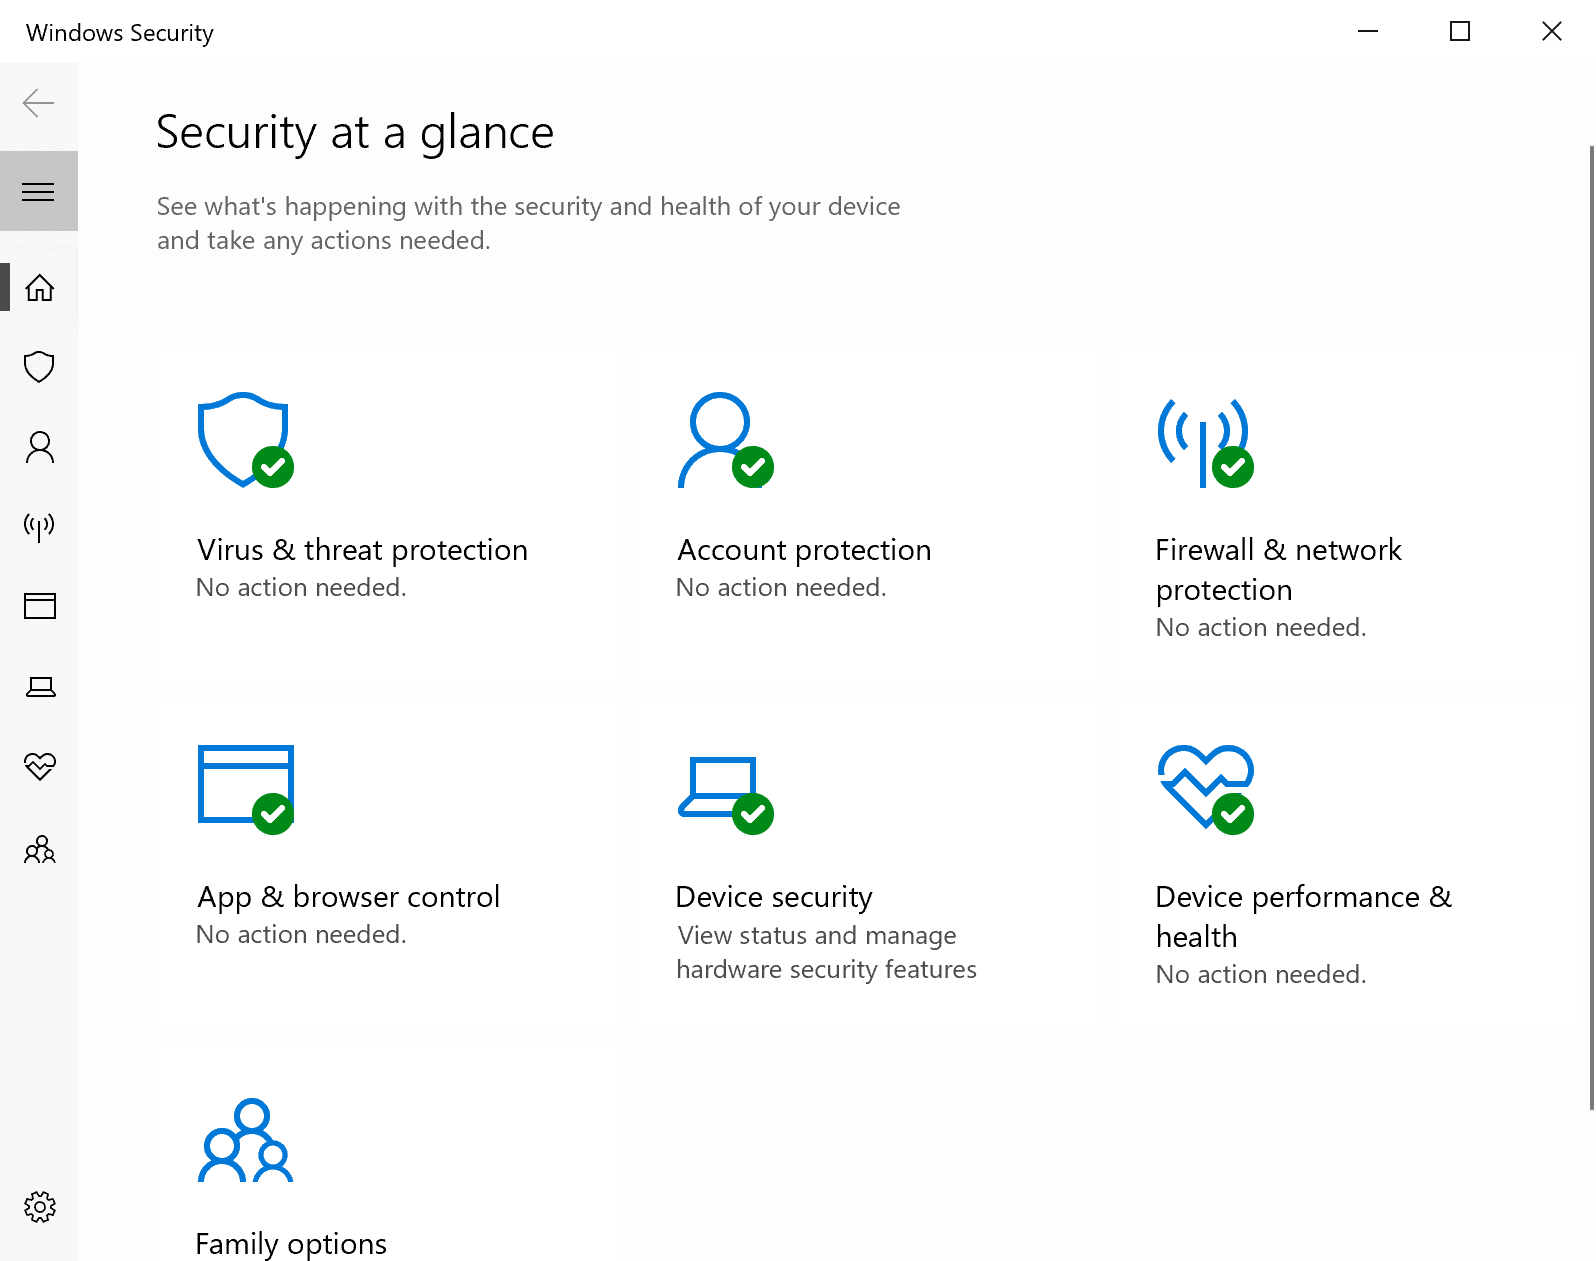 Windows Security
Security at a glance
See what's happening with the security and health of your device
and take any actions needed.
Virus & threat protection
No action needed.
Account protection
No action needed.
Firewall & network
protection
No action needed.
App & browser control
No action needed.
Device security
View status and manage
hardware security features
Device performance &
health
No action needed.
Family options